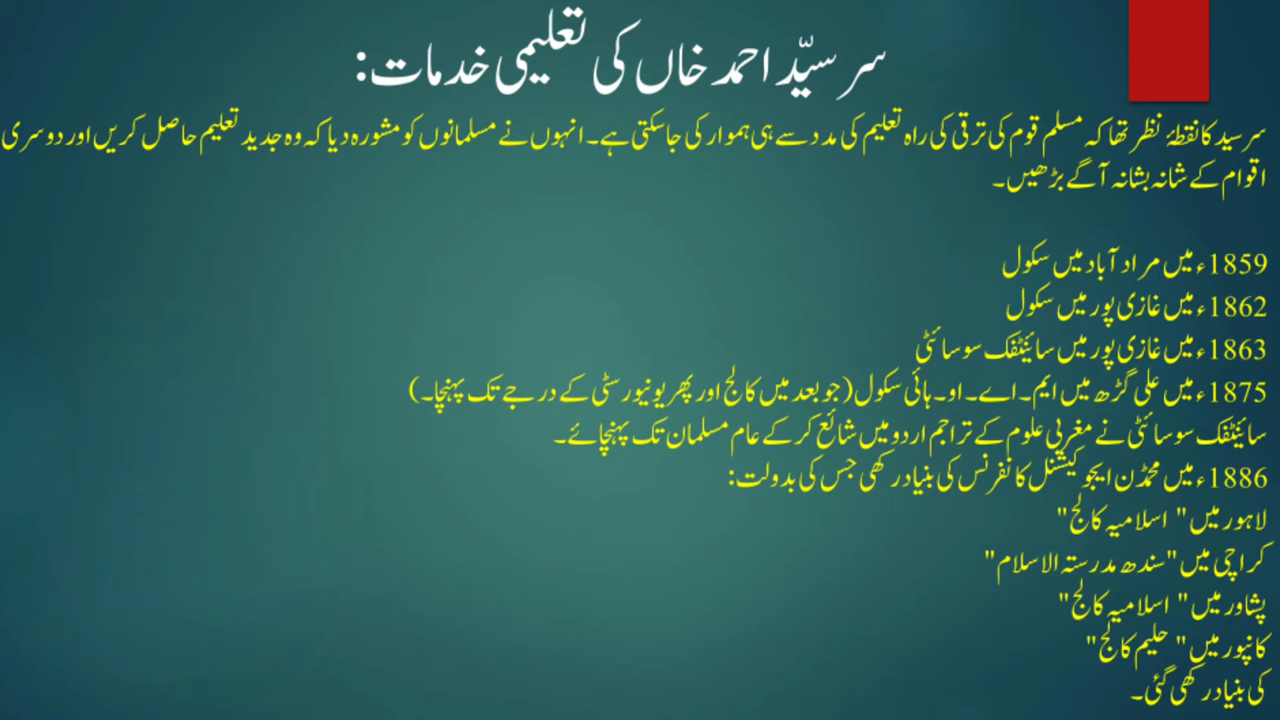 سر سیّد احمد خاں کی تعلیمی خدمات:
سرسید کا نقطۂ نظر تھا کہ مسلم قوم کی ترقی کی راہ تعلیم کی مدد سے ہی ہموار کی جاسکتی ہے۔ انہوں نے مسلمانوں کو مشورہ دیا کہ وہ جدید تعلیم حاصل کریں اور دوسری
اقوام کے شانہ بشانہ آگے بڑھیں۔
1859ء میں مراد آباد میں سکول
1862ء میں غازی پور میں سکول
1863ء میں غازی پور میں سائینٹفک سوسائٹی
1875ء میں علی گڑھ میں ایم۔اے۔او۔ہائی سکول (جو بعد میں کالج اور پھر یونیورسٹی کے درجے تک پہنچا۔)
سائینٹفک سوسائٹی نے مغربی علوم کے تراجم اردو میں شائع کر کے عام مسلمان تک پہنچائے۔
1886ء میں محمڈن ایجوکیشنل کانفرنس کی بنیاد رکھی جس کی بدولت:
لاہور میں "اسلامیہ کالج"
کراچی میں "سندھ مدرستہ الاسلام"
پشاور میں "اسلامیہ کالج"
کانپور میں "حلیم کالج"
کی بنیاد رکھی گئی۔